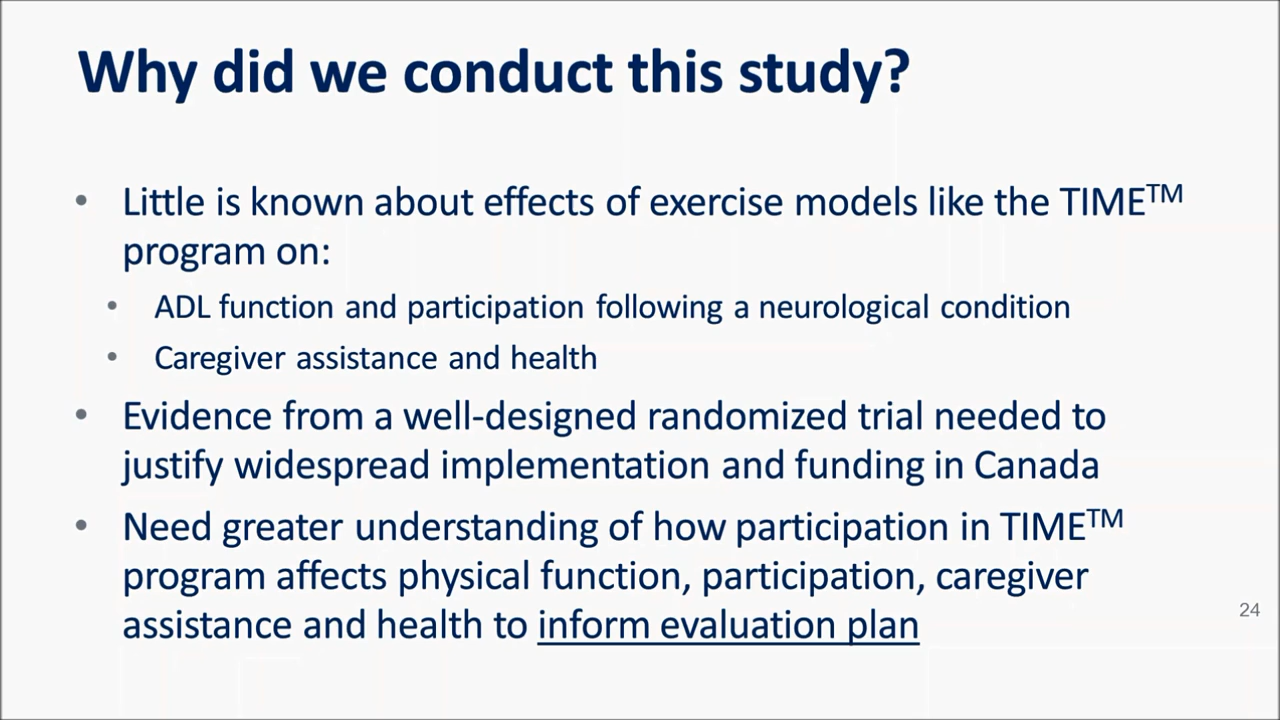 Why did we conduct this study?
• Little is known about effects of exercise models like the TIME™
program on:
• ADL function and participation following a neurological condition
• Caregiver assistance and health
• Evidence from a well-designed randomized trial needed to
justify widespread implementation and funding in Canada
• Need greater understanding of how participation in TIME™
program affects physical function, participation, caregiver
assistance and health to inform evaluation plan
24